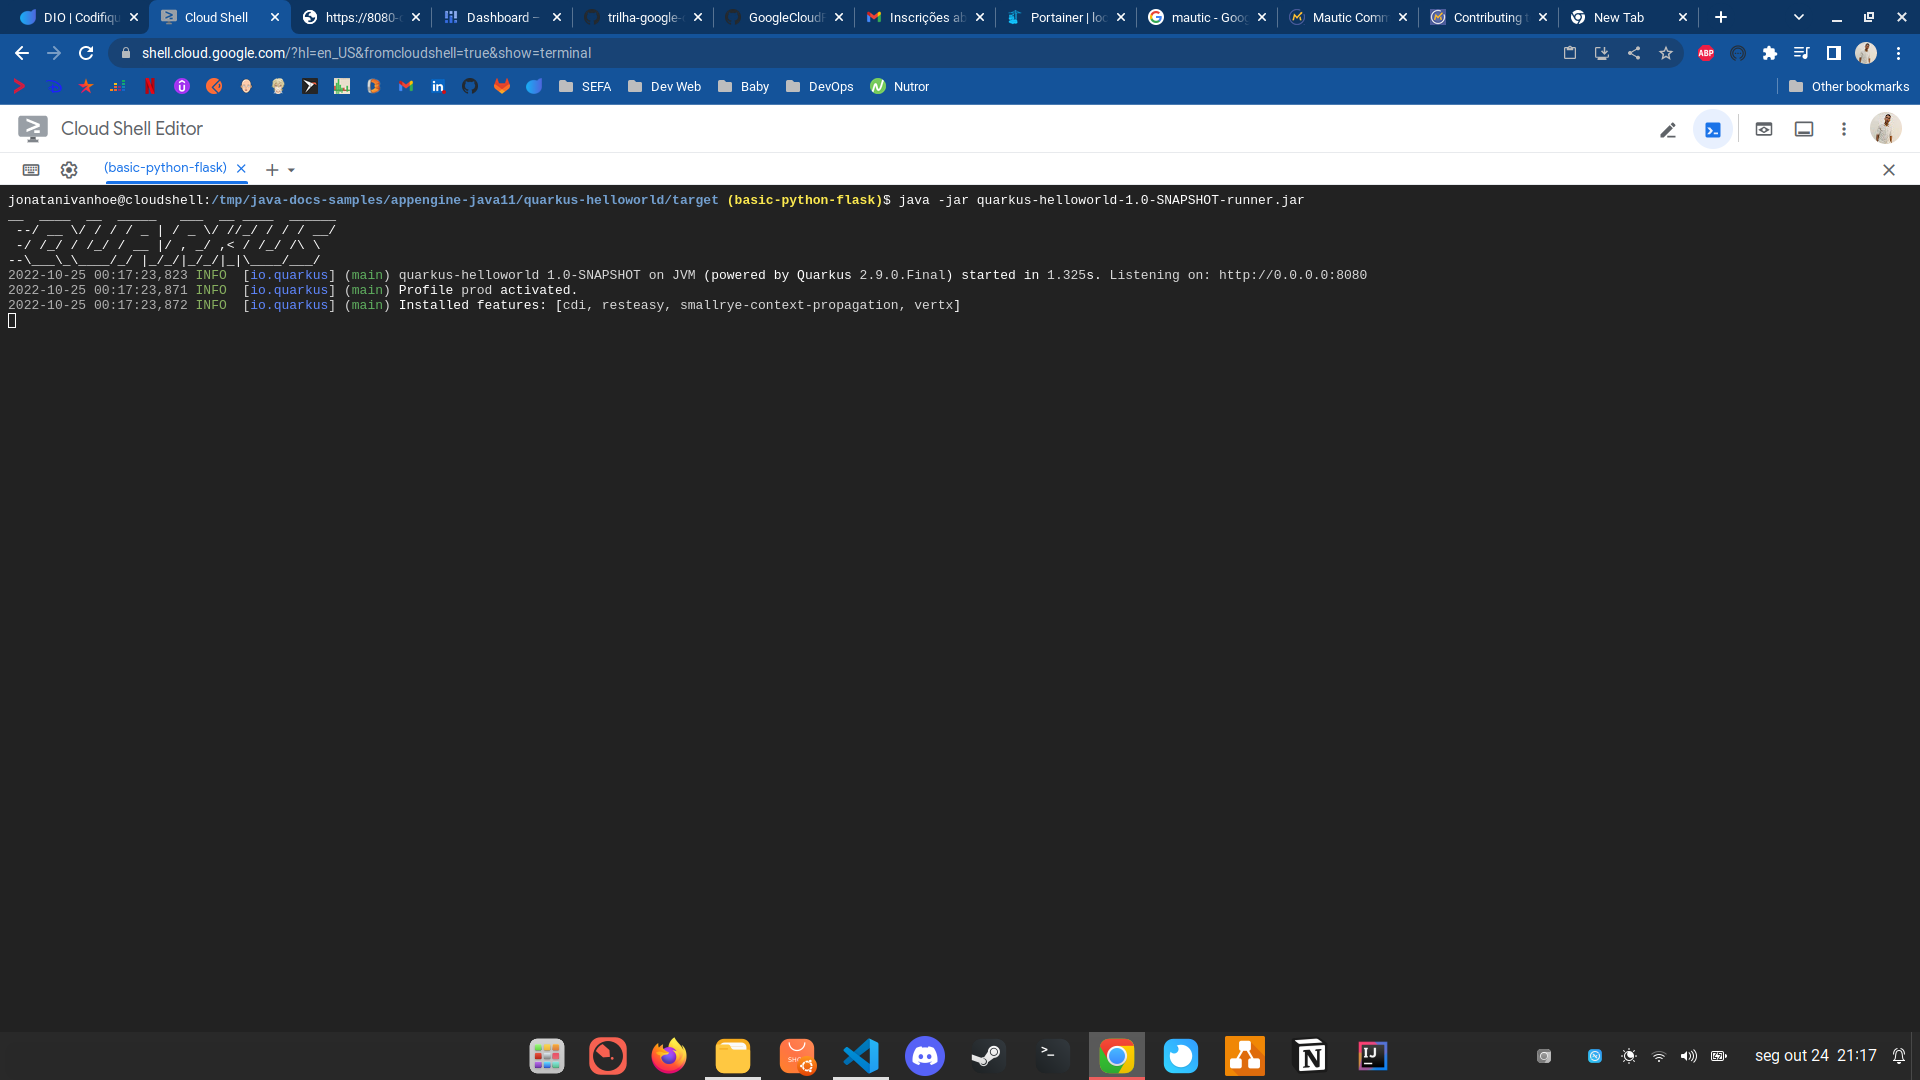 DIO | Codifiqu
Cloud Shell
https://8080-
Dashboard –
trilha-google-
GoogleCloudP
Inscrições ab
Portainer | loc
mautic - Goog
Mautic Comm
Contributing t
New Tab
shell.cloud.google.com/?hl=en_US&fromcloudshell=true&show=terminal
ABP
SEFA
Dev Web
Baby
DevOps
Nutror
Other bookmarks
Cloud Shell Editor
(basic-python-flask)
jonatanivanhoe@cloudshell:/tmp/java-docs-samples/appengine-java11/quarkus-helloworld/target (basic-python-flask)$ java -jar quarkus-helloworld-1.0-SNAPSHOT-runner.jar
__  ____  __  _____   ___  __ ____  ______
 --/ __ \/ / / / _ | / _ \/ //_/ / / / __/
 -/ /_/ / /_/ / __ |/ , _/ ,< / /_/ /\ \
--\___\_\____/_/ |_/_/|_/_/|_|\____/___/
2022-10-25 00:17:23,823 INFO  [io.quarkus] (main) quarkus-helloworld 1.0-SNAPSHOT on JVM (powered by Quarkus 2.9.0.Final) started in 1.325s. Listening on: http://0.0.0.0:8080
2022-10-25 00:17:23,871 INFO  [io.quarkus] (main) Profile prod activated.
2022-10-25 00:17:23,872 INFO  [io.quarkus] (main) Installed features: [cdi, resteasy, smallrye-context-propagation, vertx]
seg out 24 21:17